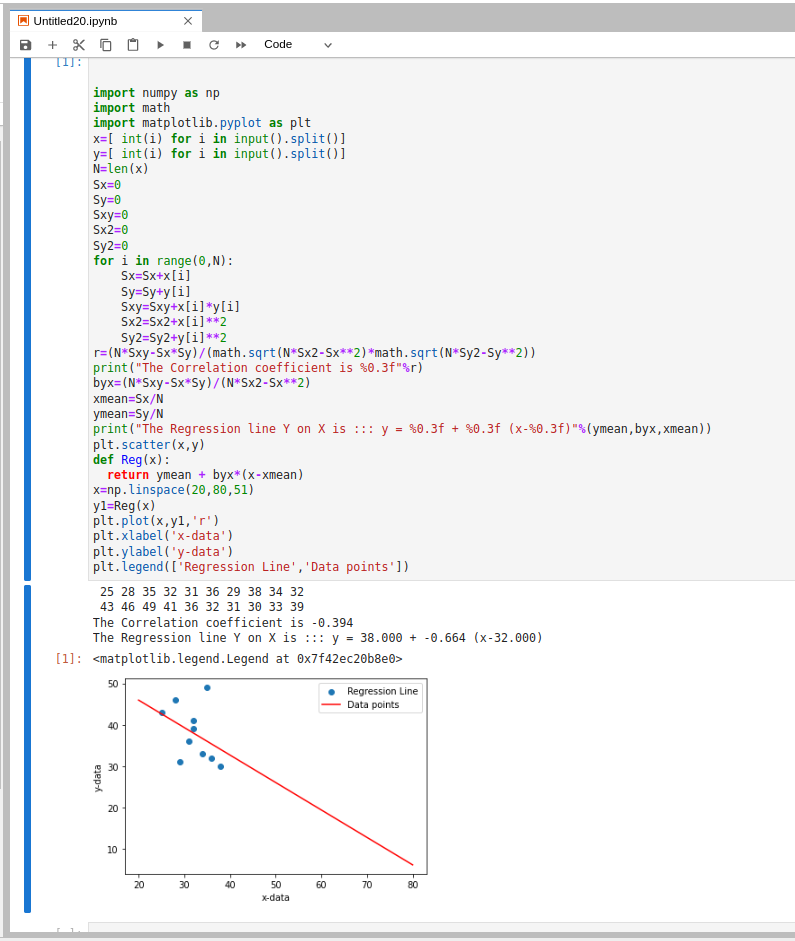 Untitled20.ipynb
Code
[1]:
import numpy as np
import math
import matplotlib.pyplot as plt
x=[ int(i) for i in input().split()]
y=[ int(i) for i in input().split()]
N=len(x)
Sx=0
Sy=0
Sxy=0
Sx2=0
Sy2=0
for i in range(0,N):
    Sx=Sx+x[i]
    Sy=Sy+y[i]
    Sxy=Sxy+x[i]*y[i]
    Sx2=Sx2+x[i]**2
    Sy2=Sy2+y[i]**2
r=(N*Sxy-Sx*Sy)/(math.sqrt(N*Sx2-Sx**2)*math.sqrt(N*Sy2-Sy**2))
print("The Correlation coefficient is %0.3f"%r)
byx=(N*Sxy-Sx*Sy)/(N*Sx2-Sx**2)
xmean=Sx/N
ymean=Sy/N
print("The Regression line Y on X is ::: y = %0.3f + %0.3f (x-%0.3f)"%(ymean,byx,xmean))
plt.scatter(x,y)
def Reg(x):
  return ymean + byx*(x-xmean)
x=np.linspace(20,80,51)
y1=Reg(x)
plt.plot(x,y1,'r')
plt.xlabel('x-data')
plt.ylabel('y-data')
plt.legend(['Regression Line','Data points'])
25 28 35 32 31 36 29 38 34 32
43 46 49 41 36 32 31 30 33 39
The Correlation coefficient is -0.394
The Regression line Y on X is ::: y = 38.000 + -0.664 (x-32.000)
[1]: <matplotlib.legend.Legend at 0x7f42ec20b8e0>
Regression Line
Data points
50
40
30
20
10
y-data
20 30 40 50 60 70 80
x-data